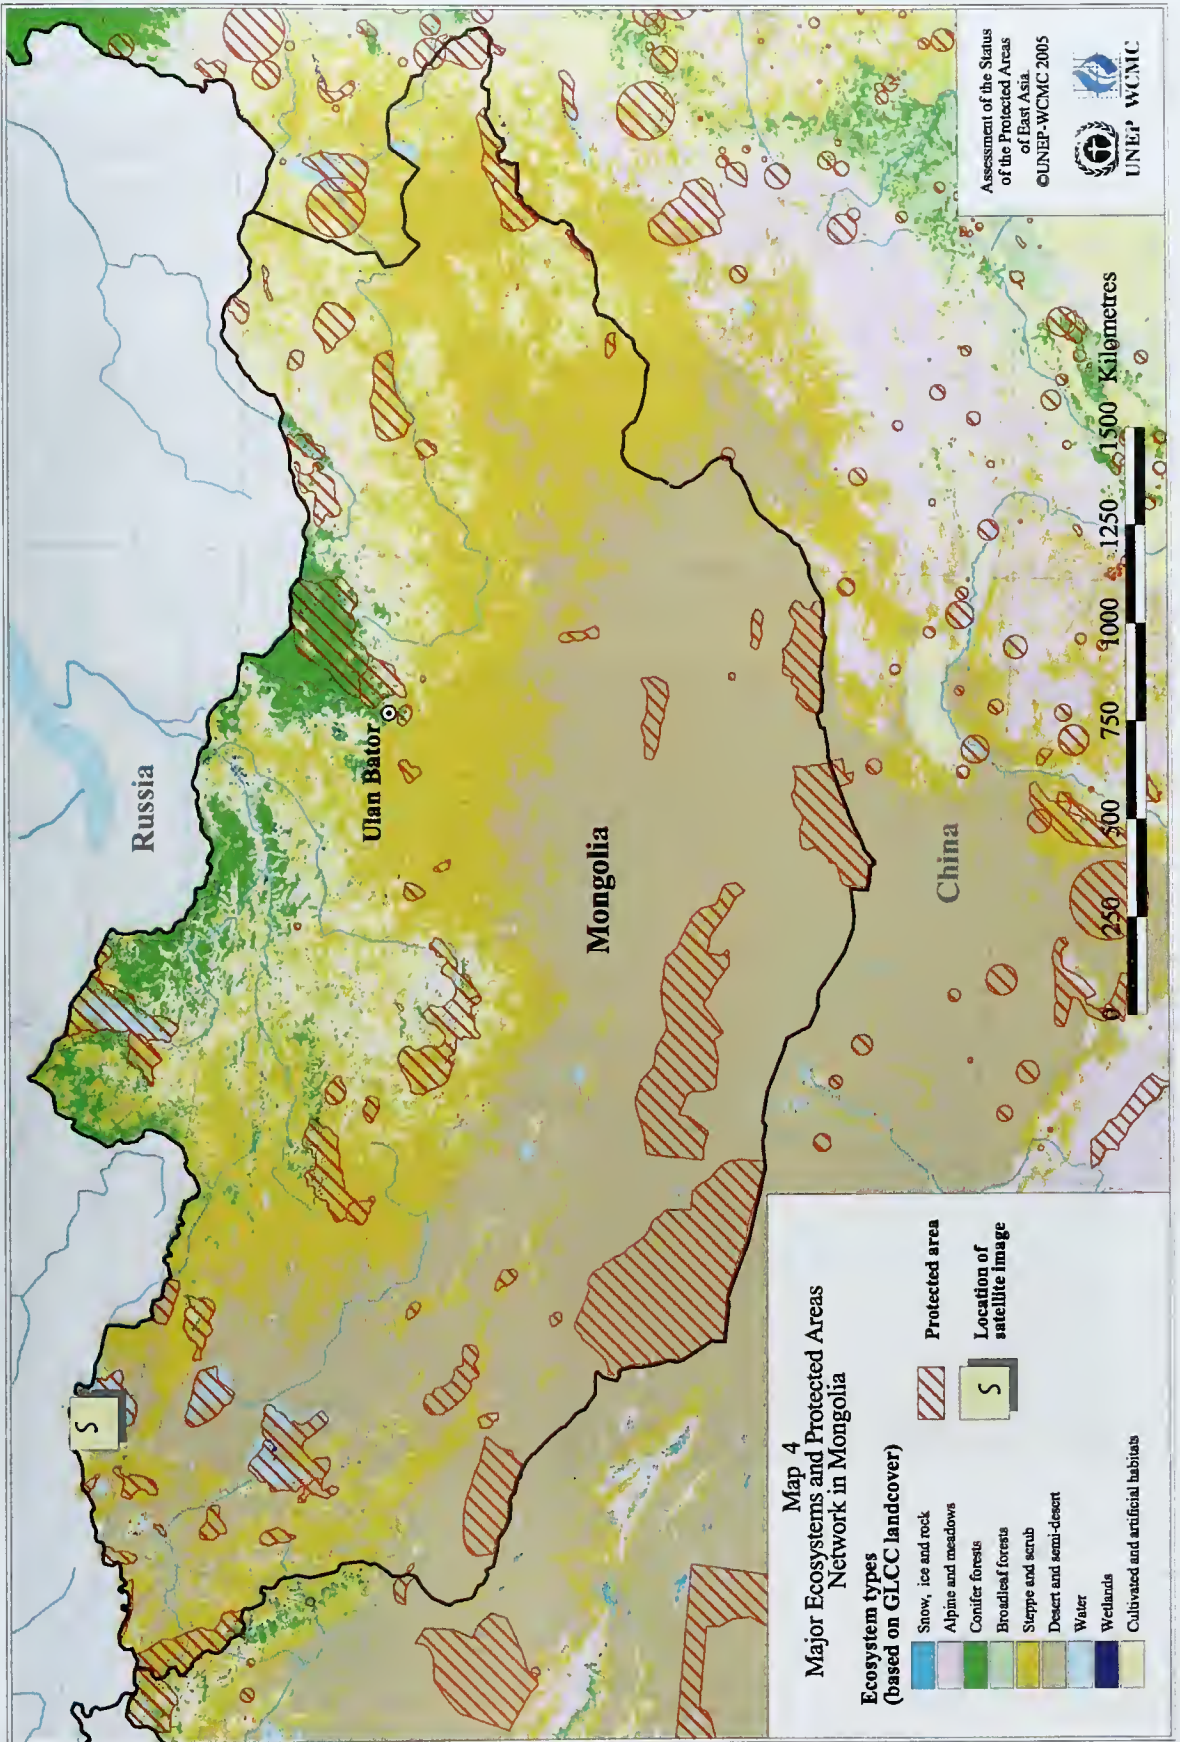 Russia
Ulan Bator
Mongolia
China
Map 4
Major Ecosystems and Protected Areas
Network in Mongolia
Ecosystem types
(based on GLCC landcover)
Snow, ice and rock
Alpine and meadows
Conifer forests
Broadleaf forests
Steppe and scrub
Desert and semi-desert
Water
Wetlands
Cultivated and artificial habitats
Protected area
S
Location of
satellite image
S
0 250 500 750 1000 1250 1500 Kilometres
Assessment of the Status
of the Protected Areas
of East Asia.
©UNEP-WCMC 2005
UNEP WCMC